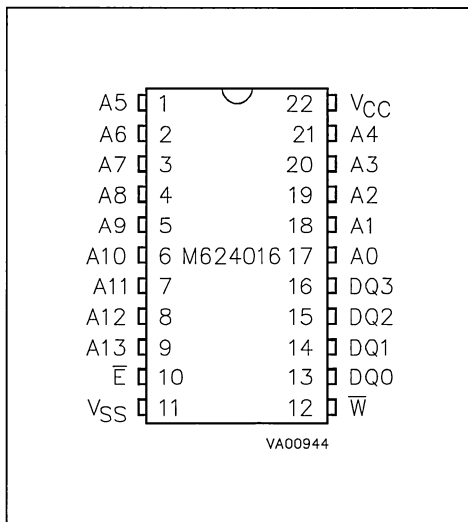 A5 1 22 VCC
A6 2 21 A4
A7 3 20 A3
A8 4 19 A2
A9 5 18 A1
A10 6 M624016 17 A0
A11 7 16 DQ3
A12 8 15 DQ2
A13 9 14 DQ1
E̅ 10 13 DQ0
VSS 11 12 W̅
VA00944